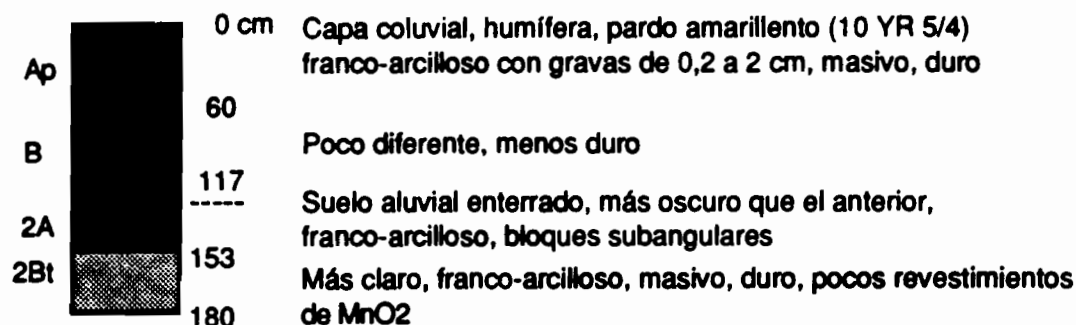 0 cm Capa coluvial, humífera, pardo amarillento (10 YR 5/4)
Ap franco-arcilloso con gravas de 0,2 a 2 cm, masivo, duro
60
B Poco diferente, menos duro
117
-----
Suelo aluvial enterrado, más oscuro que el anterior,
2A franco-arcilloso, bloques subangulares
153
2Bt Más claro, franco-arcilloso, masivo, duro, pocos revestimientos
180 de MnO2